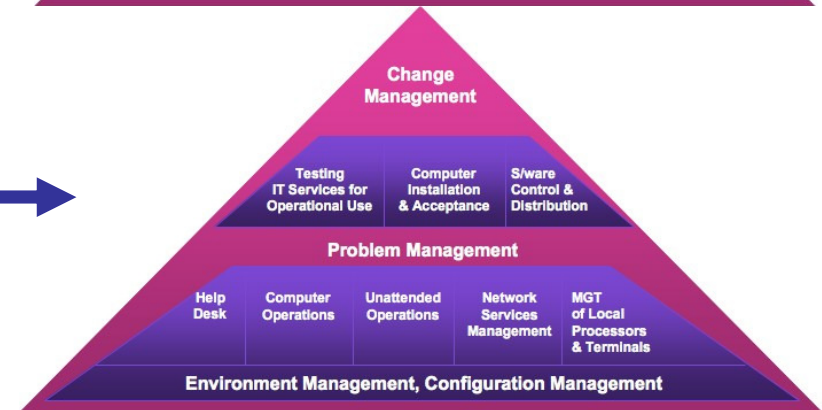 Change
Management
Testing
IT Services for
Operational Use
Computer
Installation
& Acceptance
S/ware
Control &
Distribution
Problem Management
Help
Desk
Computer
Operations
Unattended
Operations
Network
Services
Management
MGT
of Local
Processors
& Terminals
Environment Management, Configuration Management